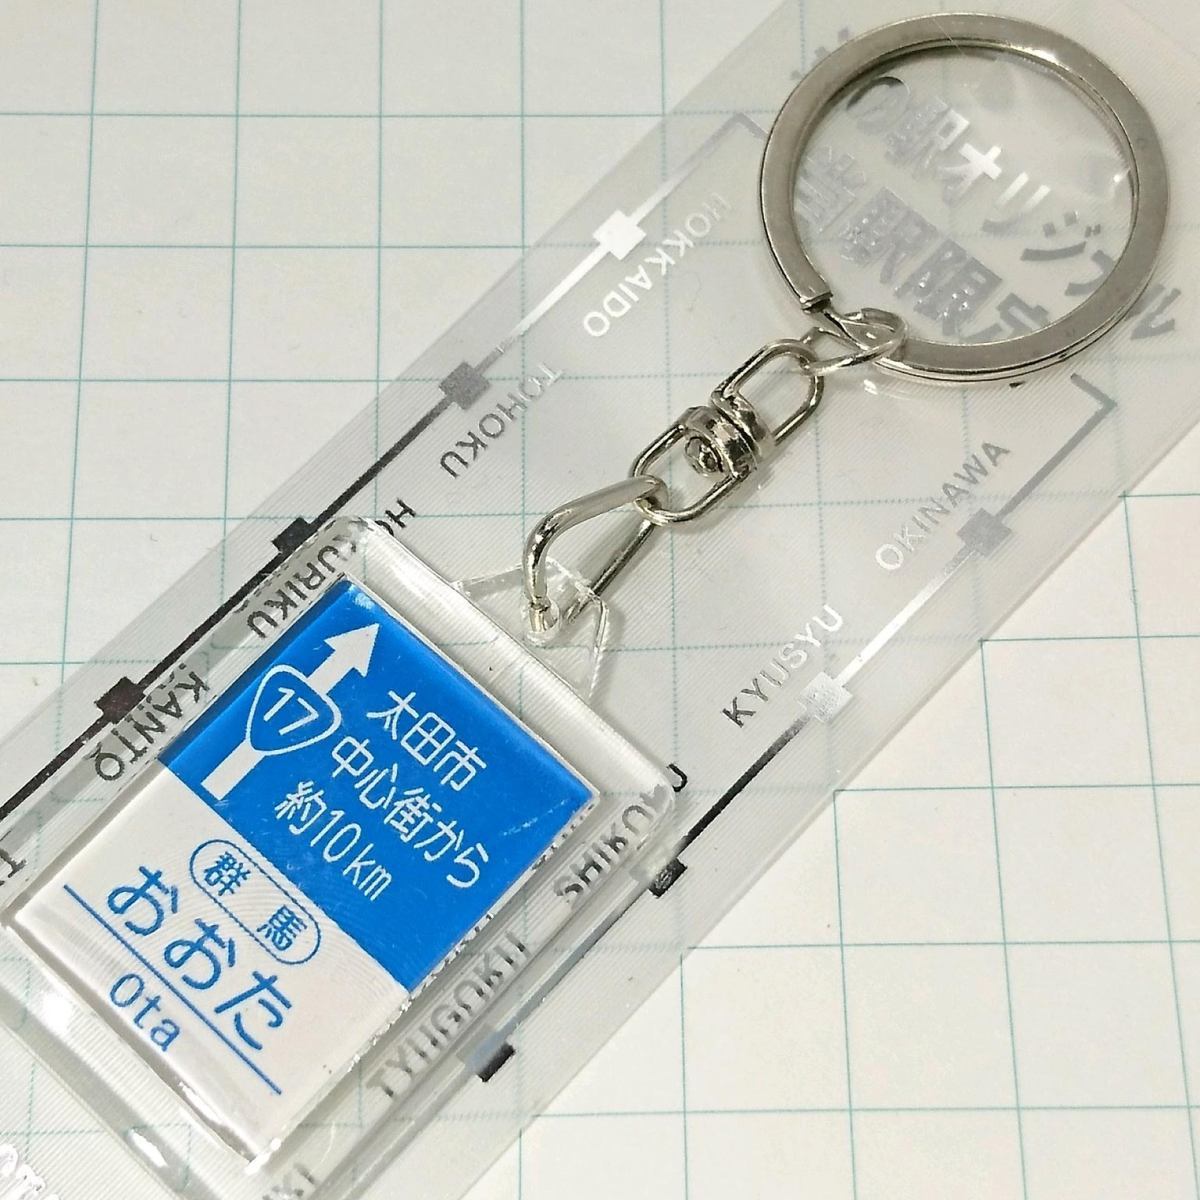 の駅オリジナル
当駅限定
HOKKAIDO
TOHOKU
HOKURIKU
KANTO
OKINAWA
KYUSYU
SHIKOKU
17
太田市
中心街から
約10km
群馬
おおた
Ota